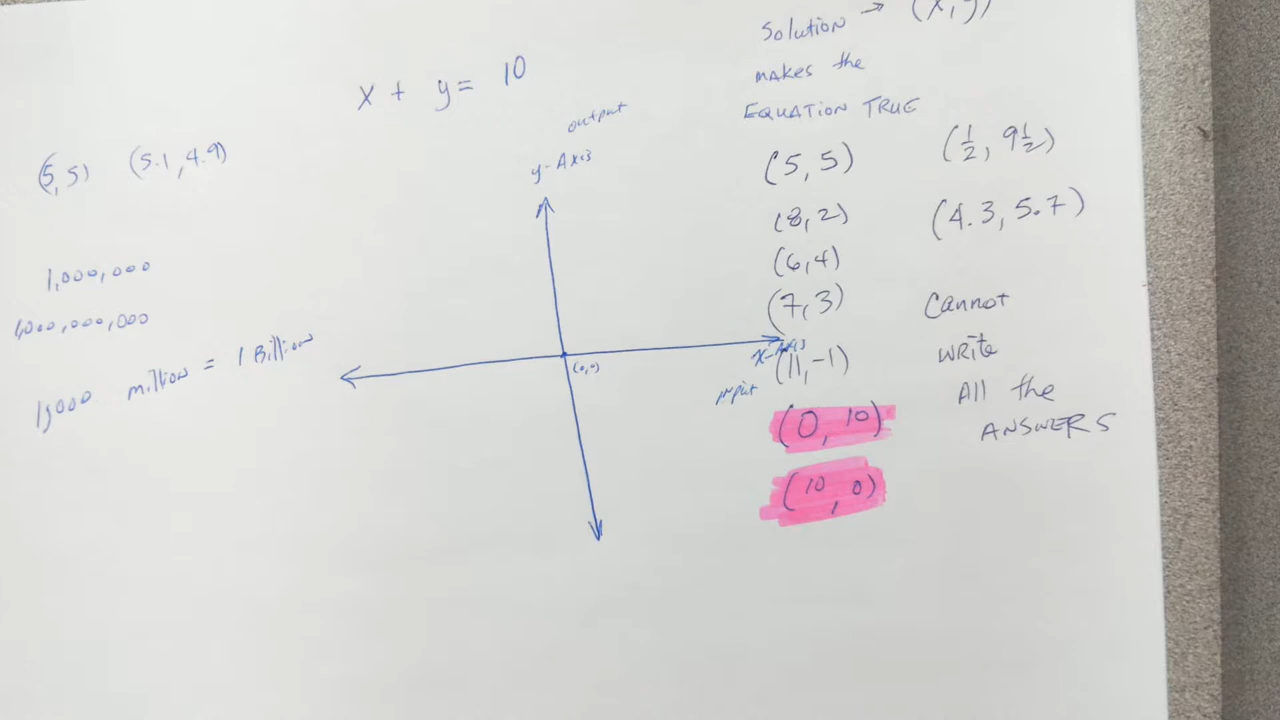 Solution → (x, y)
makes the
EQUATION TRUE
x + y = 10
output
y-Axis
(5,5) (5.1, 4.9)
1,000,000
1,000,000,000
1,000 million = 1 Billion
(0,0)
x-Axis
input
(5, 5)
(8, 2)
(6, 4)
(7, 3)
(11, -1)
(0, 10)
(10, 0)
(1/2, 9 1/2)
(4.3, 5.7)
Cannot
write
All the
ANSWERS